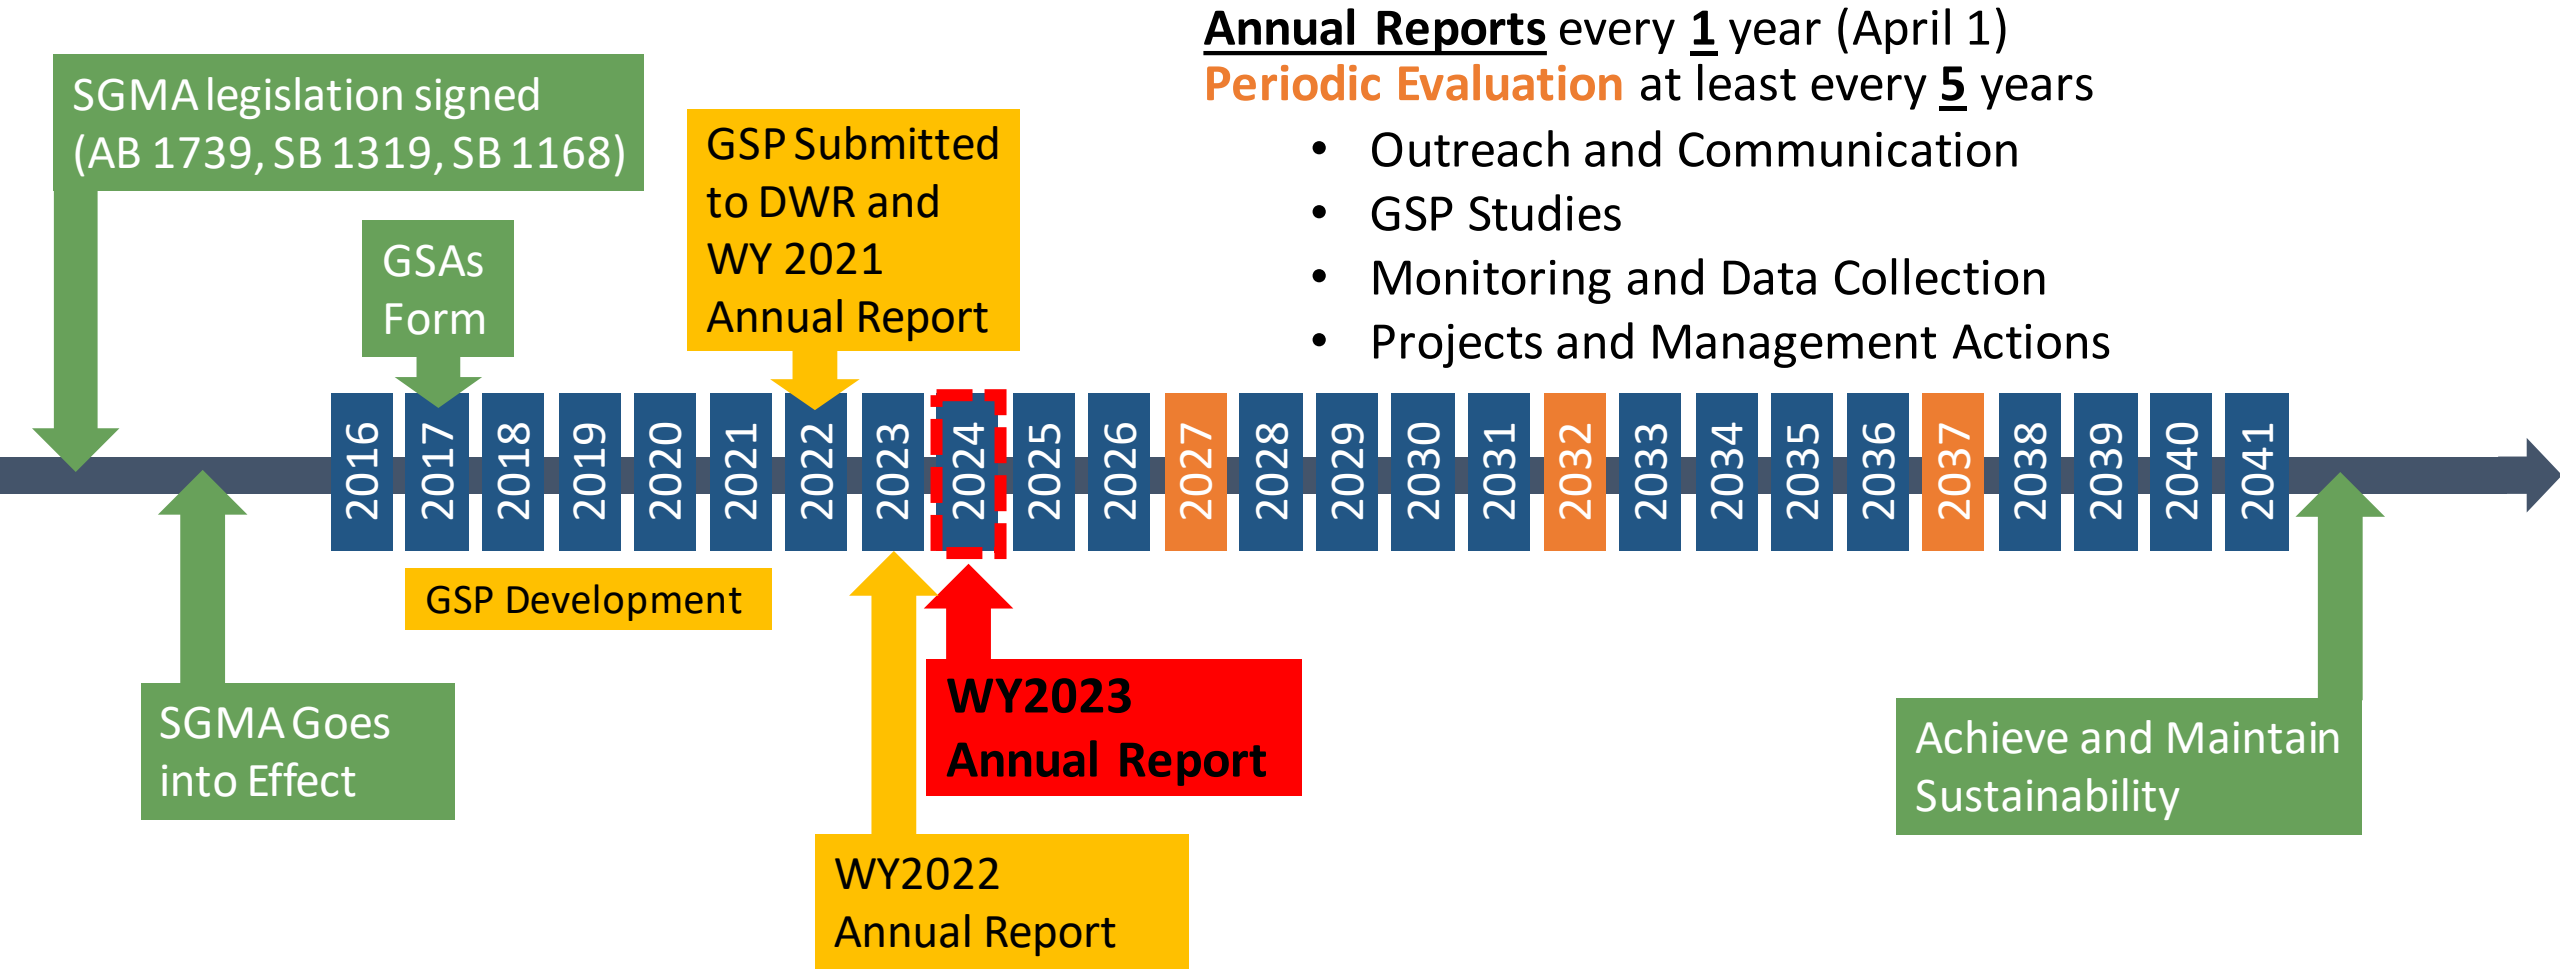 Annual Reports every 1 year (April 1)
Periodic Evaluation at least every 5 years
• Outreach and Communication
• GSP Studies
• Monitoring and Data Collection
• Projects and Management Actions
SGMA legislation signed
(AB 1739, SB 1319, SB 1168)
GSAs
Form
GSP Submitted
to DWR and
WY 2021
Annual Report
2016
2017
2018
2019
2020
2021
2022
2023
2024
2025
2026
2027
2028
2029
2030
2031
2032
2033
2034
2035
2036
2037
2038
2039
2040
2041
GSP Development
SGMA Goes
into Effect
WY2023
Annual Report
WY2022
Annual Report
Achieve and Maintain
Sustainability